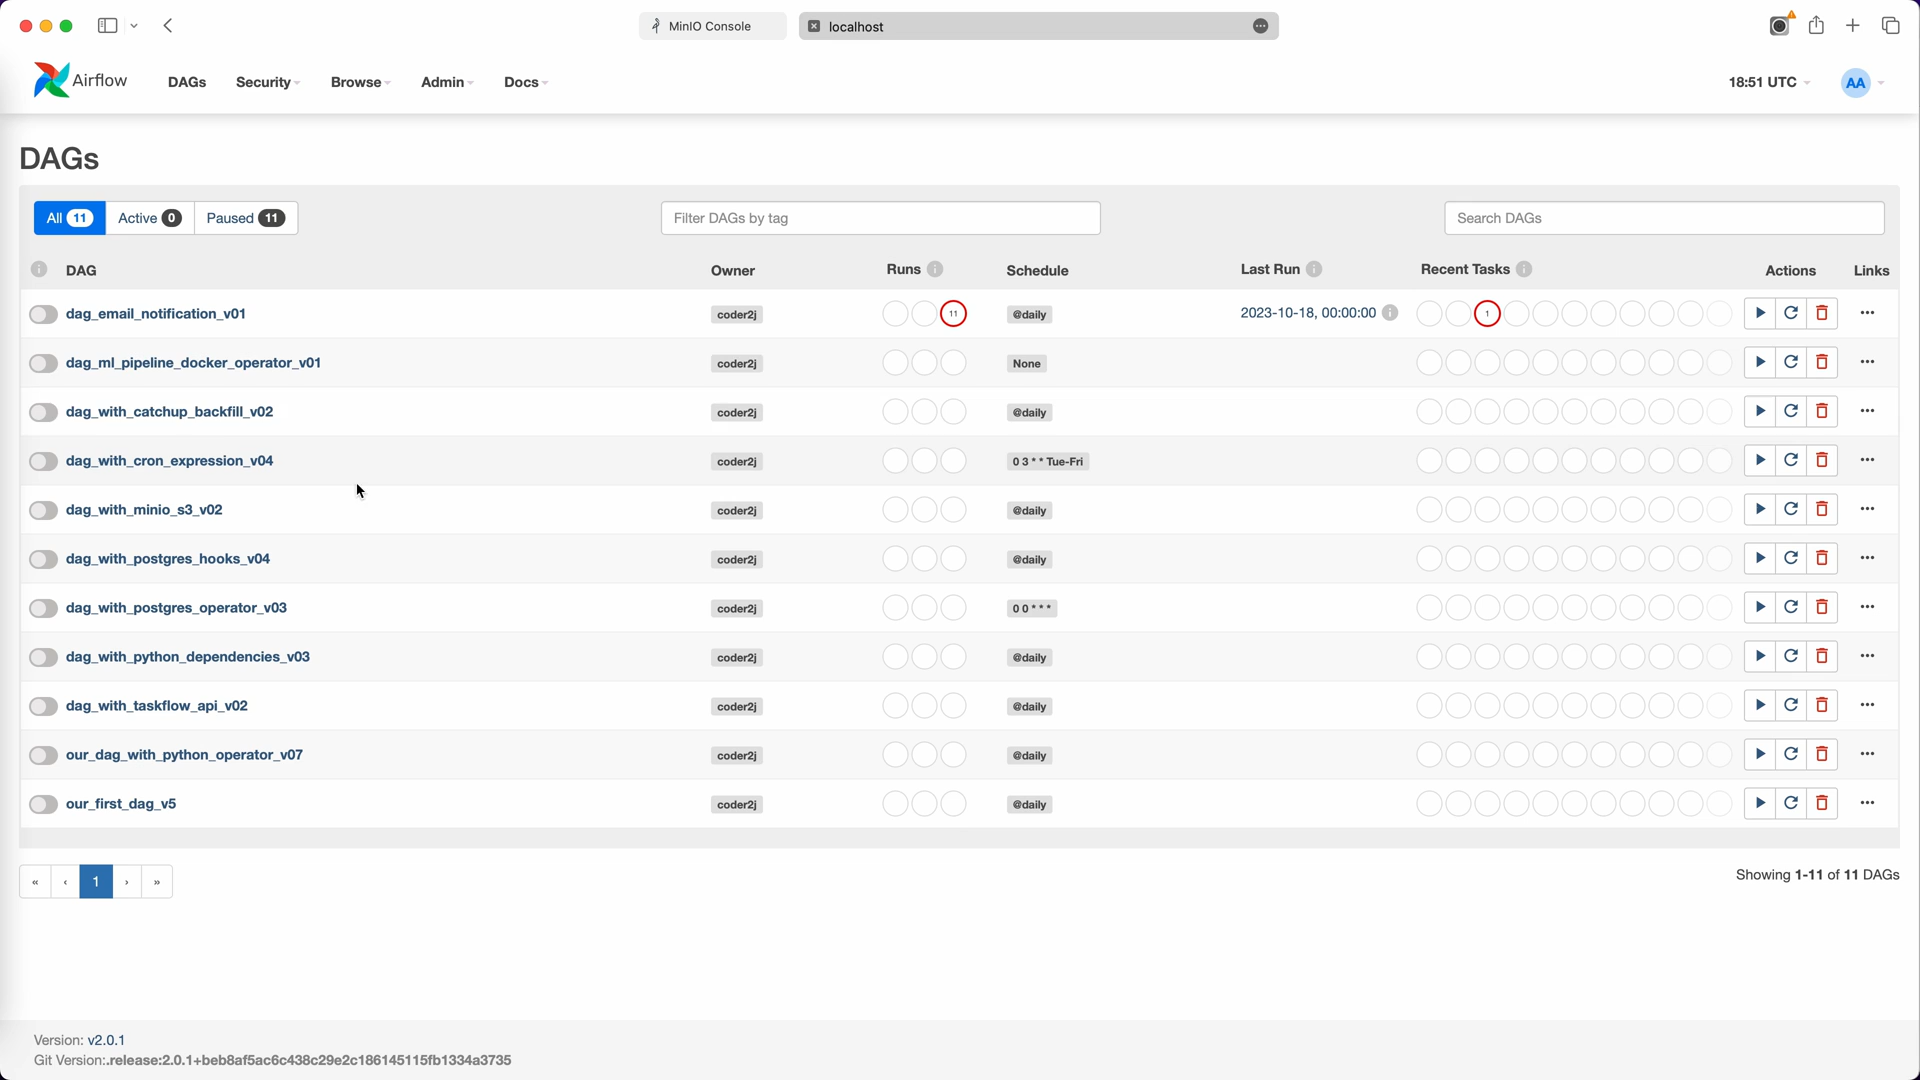 MinIO Console
localhost
Airflow DAGs Security Browse Admin Docs 18:51 UTC AA
DAGs
All 11 Active 0 Paused 11 Filter DAGs by tag Search DAGs
i DAG Owner Runs i Schedule Last Run i Recent Tasks i Actions Links
dag_email_notification_v01 coder2j 11 @daily 2023-10-18, 00:00:00 i 1
dag_ml_pipeline_docker_operator_v01 coder2j None
dag_with_catchup_backfill_v02 coder2j @daily
dag_with_cron_expression_v04 coder2j 0 3 * * Tue-Fri
dag_with_minio_s3_v02 coder2j @daily
dag_with_postgres_hooks_v04 coder2j @daily
dag_with_postgres_operator_v03 coder2j 0 0 * * *
dag_with_python_dependencies_v03 coder2j @daily
dag_with_taskflow_api_v02 coder2j @daily
our_dag_with_python_operator_v07 coder2j @daily
our_first_dag_v5 coder2j @daily
« ‹ 1 › » Showing 1-11 of 11 DAGs
Version: v2.0.1
Git Version:.release:2.0.1+beb8af5ac6c438c29e2c186145115fb1334a3735